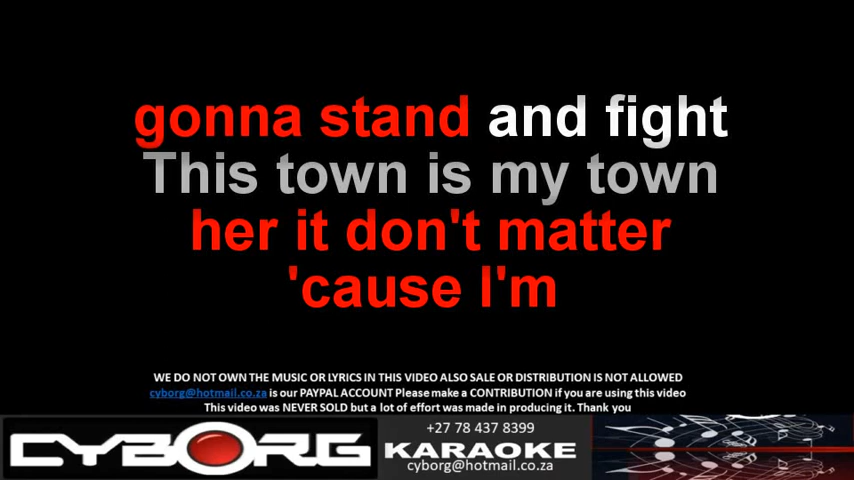 gonna stand and fight
This town is my town
her it don't matter
'cause I'm
WE DO NOT OWN THE MUSIC OR LYRICS IN THIS VIDEO ALSO SALE OR DISTRIBUTION IS NOT ALLOWED
cyborg@hotmail.co.za is our PAYPAL ACCOUNT Please make a CONTRIBUTION if you are using this video
This video was NEVER SOLD but a lot of effort was made in producing it. Thank you
CYBORG
+27 78 437 8399
KARAOKE
cyborg@hotmail.co.za